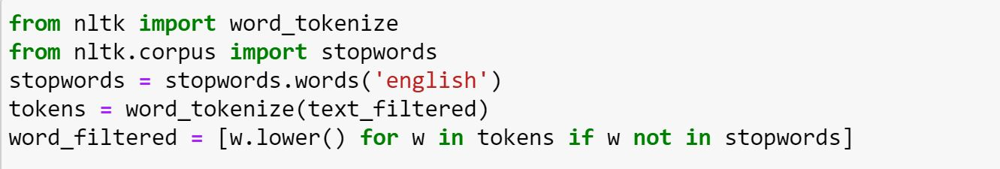 from nltk import word_tokenize
from nltk.corpus import stopwords
stopwords = stopwords.words('english')
tokens = word_tokenize(text_filtered)
word_filtered = [w.lower() for w in tokens if w not in stopwords]